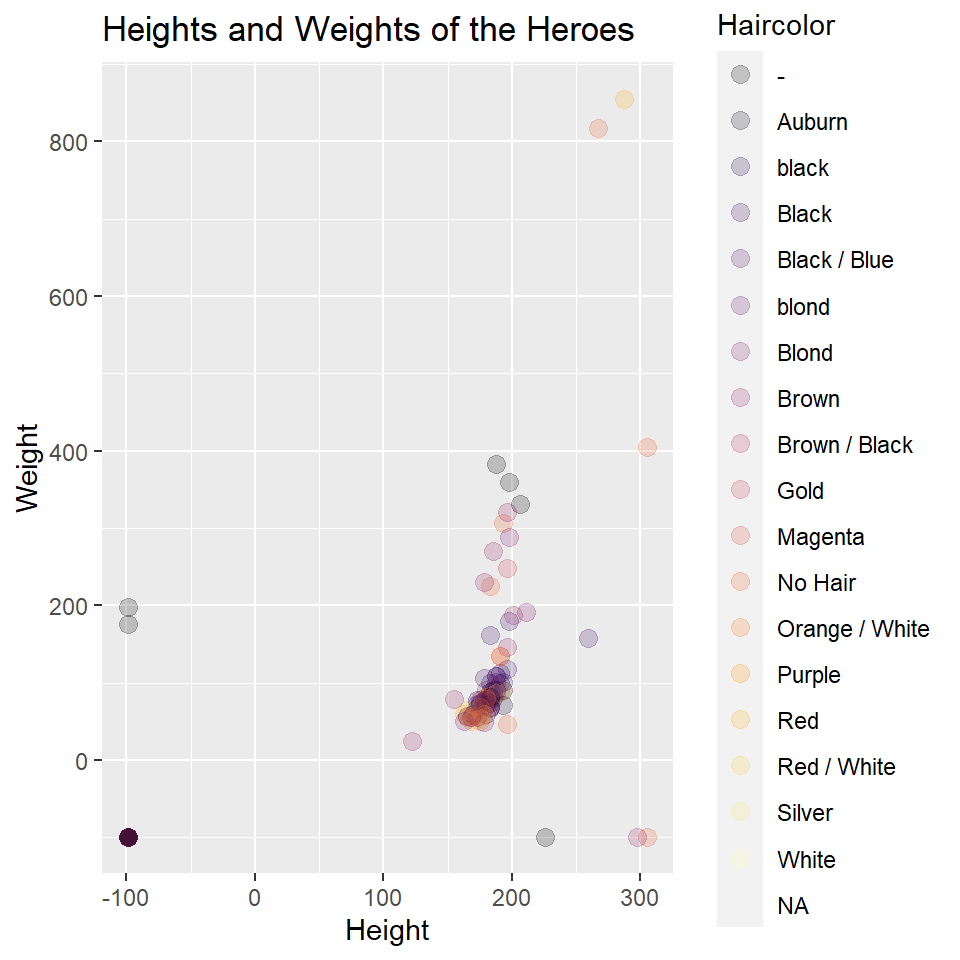 Heights and Weights of the Heroes
Haircolor
-
Auburn
black
Black
Black / Blue
blond
Blond
Brown
Brown / Black
Gold
Magenta
No Hair
Orange / White
Purple
Red
Red / White
Silver
White
NA
Weight
800
600
400
200
0
-100 0 100 200 300
Height